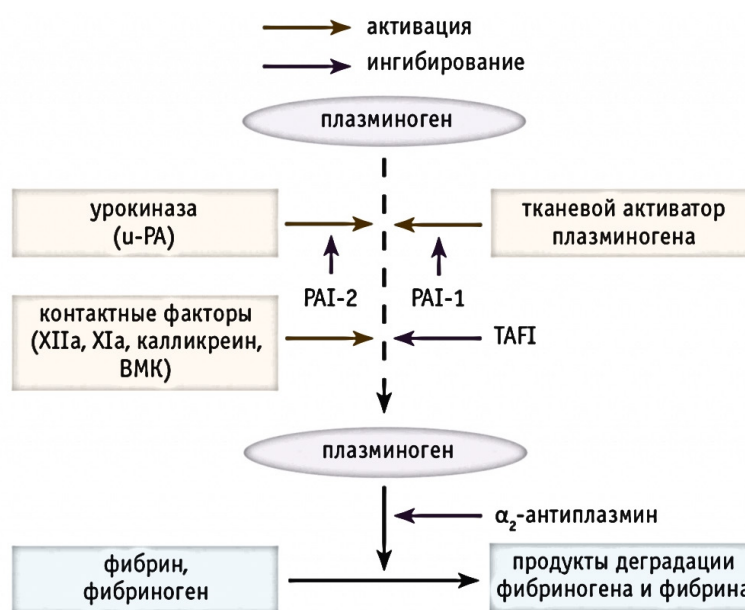 активация
ингибирование
плазминоген
урокиназа
(u-PA)
тканевой активатор
плазминогена
PAI-2
PAI-1
контактные факторы
(XIIa, XIa, калликреин,
ВМК)
TAFI
плазминоген
α₂-антиплазмин
фибрин,
фибриноген
продукты деградации
фибриногена и фибрина